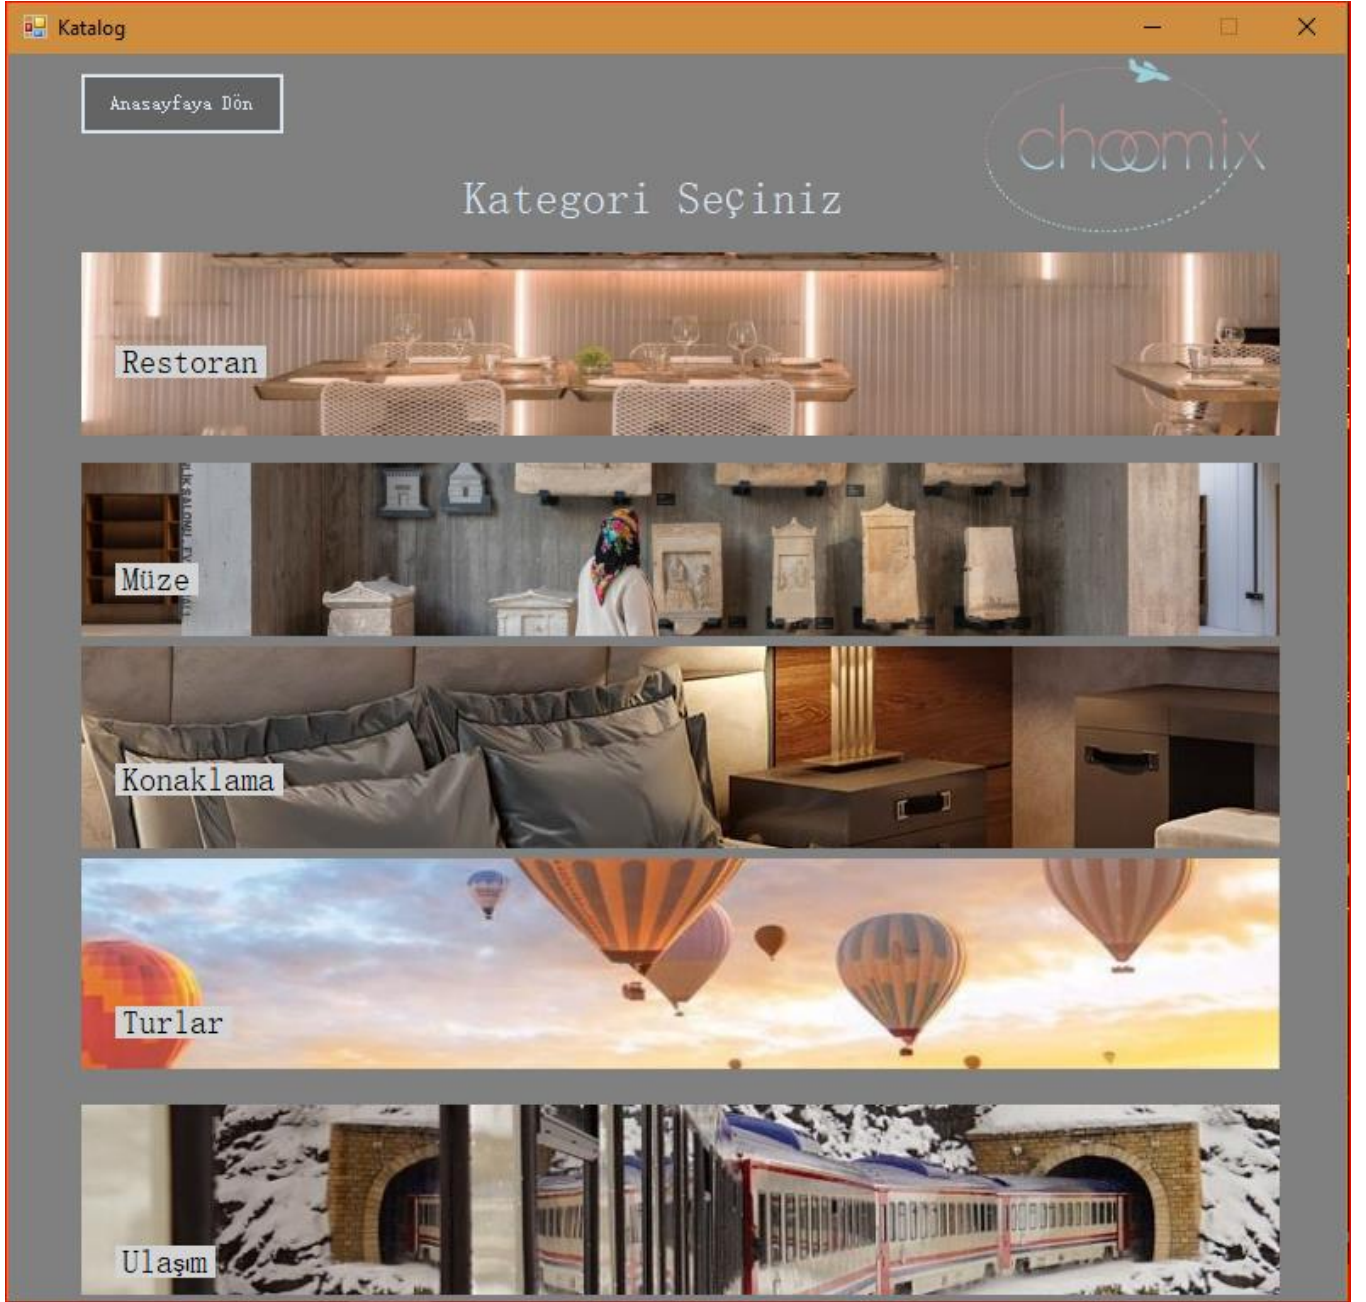 Katalog
Anasayfaya Dön
choomix
Kategori Seçiniz
Restoran
Müze
Konaklama
Turlar
Ulaşım